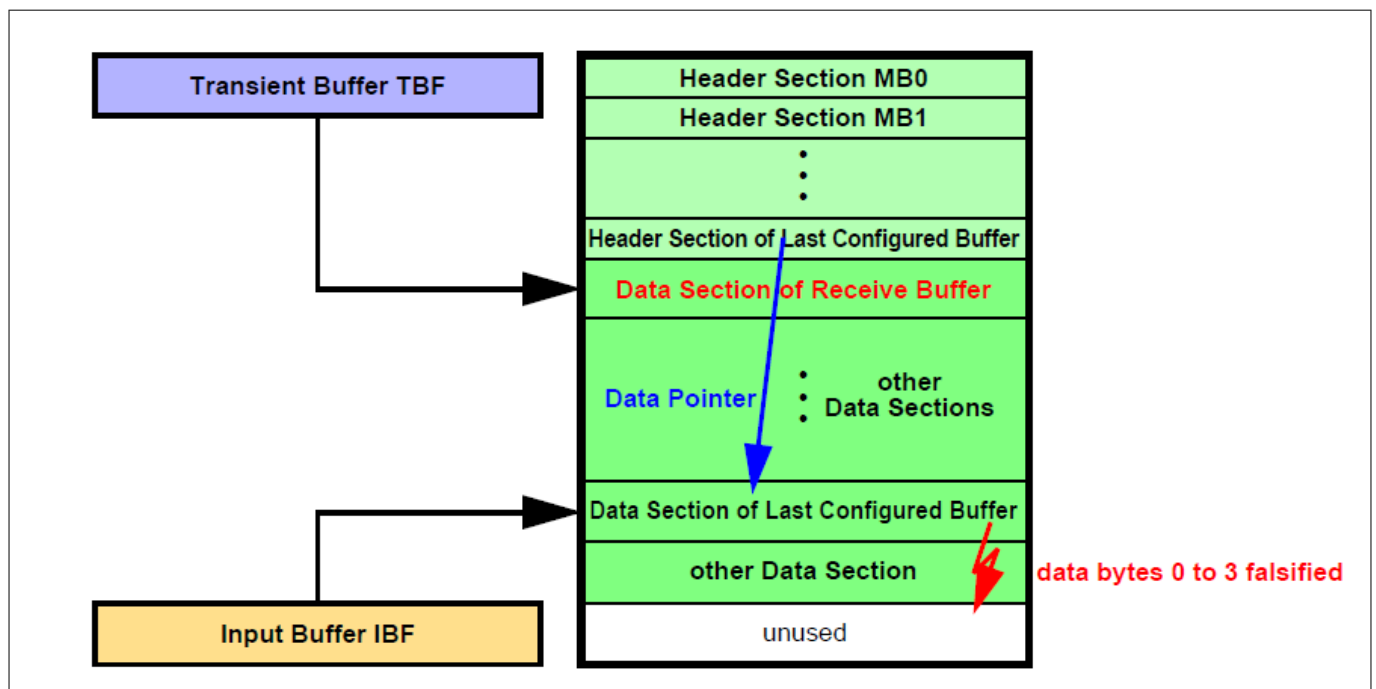 Transient Buffer TBF
Header Section MB0
Header Section MB1
Header Section of Last Configured Buffer
Data Section of Receive Buffer
Data Pointer
other
Data Sections
Data Section of Last Configured Buffer
other Data Section
data bytes 0 to 3 falsified
Input Buffer IBF
unused